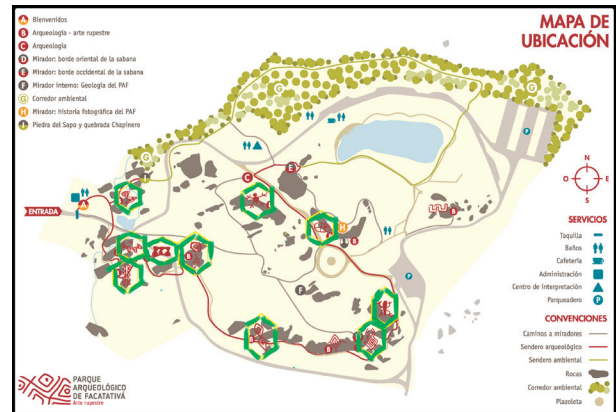 A Bienvenidos
B Arqueología - arte rupestre
C Arqueología
D Mirador: borde oriental de la sabana
E Mirador: borde occidental de la sabana
F Mirador interno: Geología del PAF
G Corredor ambiental
H Mirador: historia fotográfica del PAF
I Piedra del Sapo y quebrada Chapinero
MAPA DE
UBICACIÓN
G
G
G
P
N
O E
S
C
E
A
ENTRADA
H
B
B
B
F
P
B
SERVICIOS
Taquilla
Baños
Cafetería
Administración
Centro de interpretación
Parqueadero P
CONVENCIONES
Caminos a miradores
Sendero arqueológico
Sendero ambiental
Rocas
Corredor ambiental
Plazoleta
PARQUE
ARQUEOLÓGICO
DE FACATATIVÁ
Arte rupestre